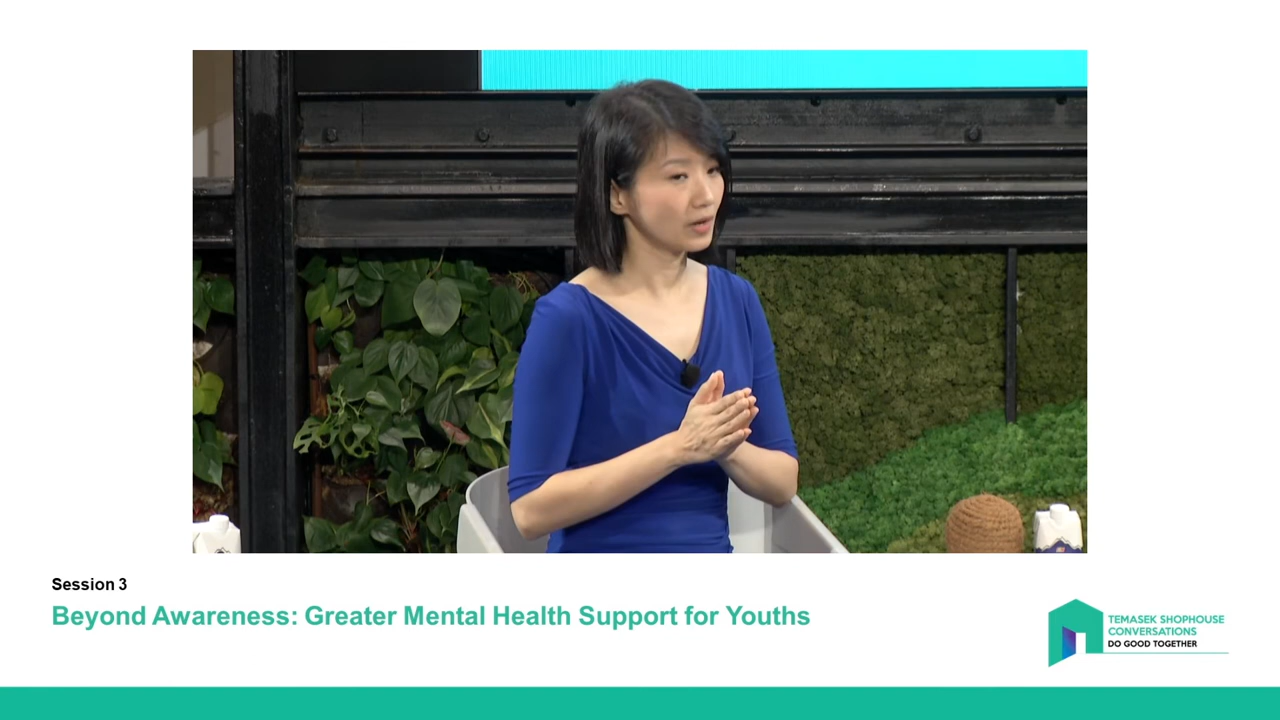 Session 3
Beyond Awareness: Greater Mental Health Support for Youths
TEMASEK SHOPHOUSE
CONVERSATIONS
DO GOOD TOGETHER